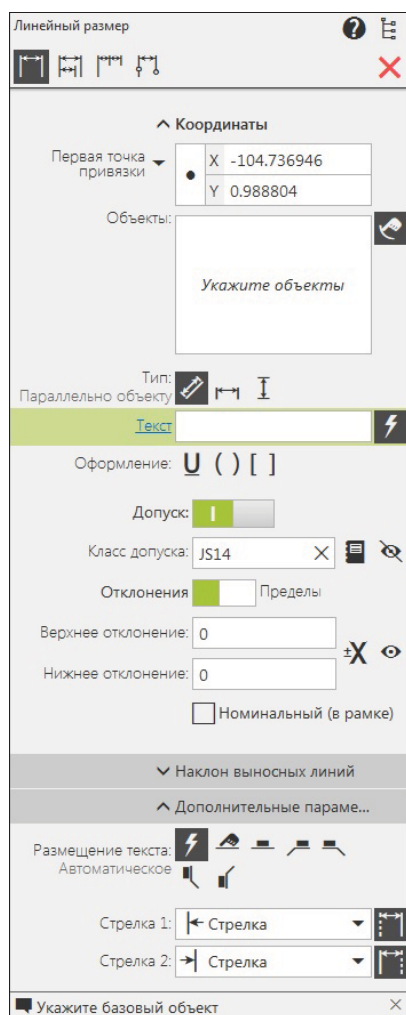 Линейный размер
Координаты
Первая точка привязки
X -104.736946
Y 0.988804
Объекты:
Укажите объекты
Тип:
Параллельно объекту
Текст
Оформление: U ( ) [ ]
Допуск:
Класс допуска: JS14
Отклонения Пределы
Верхнее отклонение: 0
Нижнее отклонение: 0
±X
Номинальный (в рамке)
Наклон выносных линий
Дополнительные параме...
Размещение текста:
Автоматическое
Стрелка 1: Стрелка
Стрелка 2: Стрелка
Укажите базовый объект